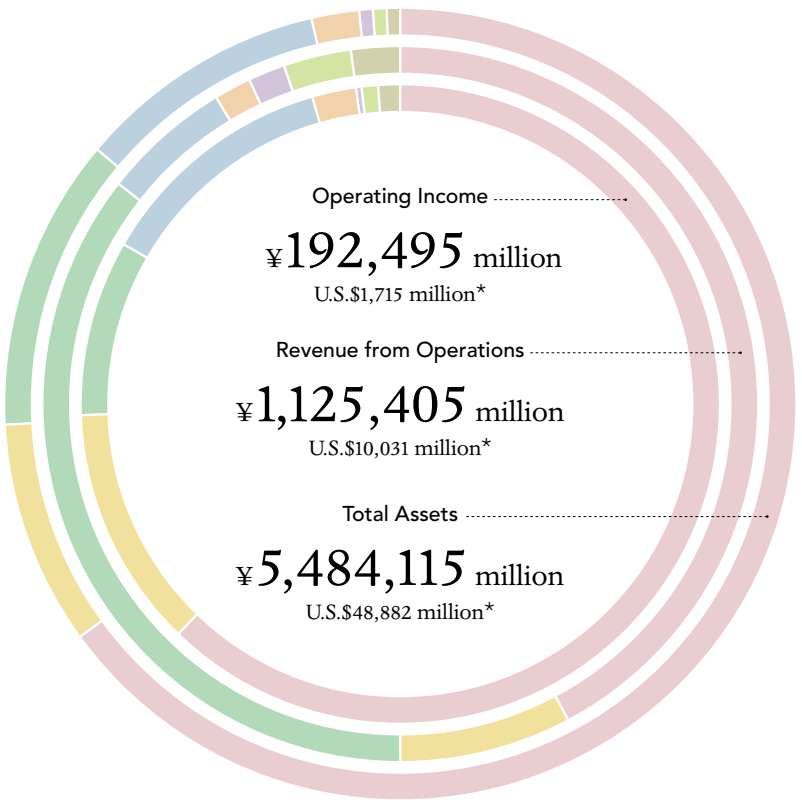 Operating Income
¥192,495 million
U.S.$1,715 million*
Revenue from Operations
¥1,125,405 million
U.S.$10,031 million*
Total Assets
¥5,484,115 million
U.S.$48,882 million*